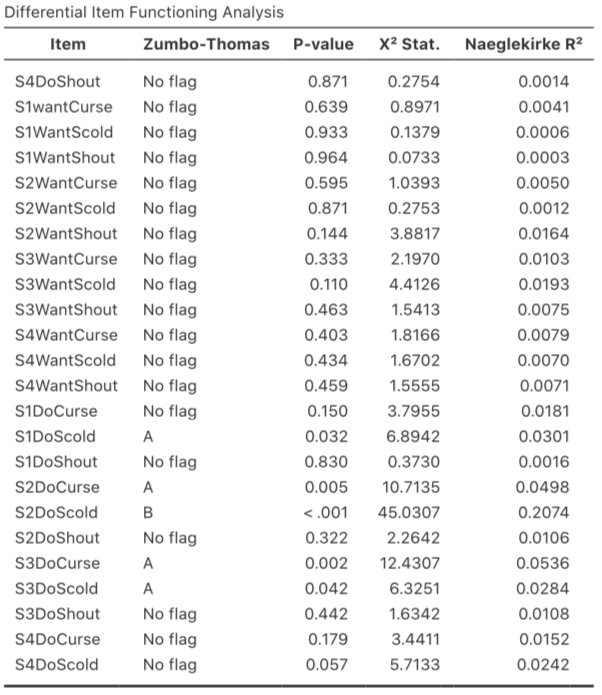 Differential Item Functioning Analysis
Item Zumbo-Thomas P-value X² Stat. Naeglekirke R²
S4DoShout No flag 0.871 0.2754 0.0014
S1wantCurse No flag 0.639 0.8971 0.0041
S1WantScold No flag 0.933 0.1379 0.0006
S1WantShout No flag 0.964 0.0733 0.0003
S2WantCurse No flag 0.595 1.0393 0.0050
S2WantScold No flag 0.871 0.2753 0.0012
S2WantShout No flag 0.144 3.8817 0.0164
S3WantCurse No flag 0.333 2.1970 0.0103
S3WantScold No flag 0.110 4.4126 0.0193
S3WantShout No flag 0.463 1.5413 0.0075
S4WantCurse No flag 0.403 1.8166 0.0079
S4WantScold No flag 0.434 1.6702 0.0070
S4WantShout No flag 0.459 1.5555 0.0071
S1DoCurse No flag 0.150 3.7955 0.0181
S1DoScold A 0.032 6.8942 0.0301
S1DoShout No flag 0.830 0.3730 0.0016
S2DoCurse A 0.005 10.7135 0.0498
S2DoScold B < .001 45.0307 0.2074
S2DoShout No flag 0.322 2.2642 0.0106
S3DoCurse A 0.002 12.4307 0.0536
S3DoScold A 0.042 6.3251 0.0284
S3DoShout No flag 0.442 1.6342 0.0108
S4DoCurse No flag 0.179 3.4411 0.0152
S4DoScold No flag 0.057 5.7133 0.0242